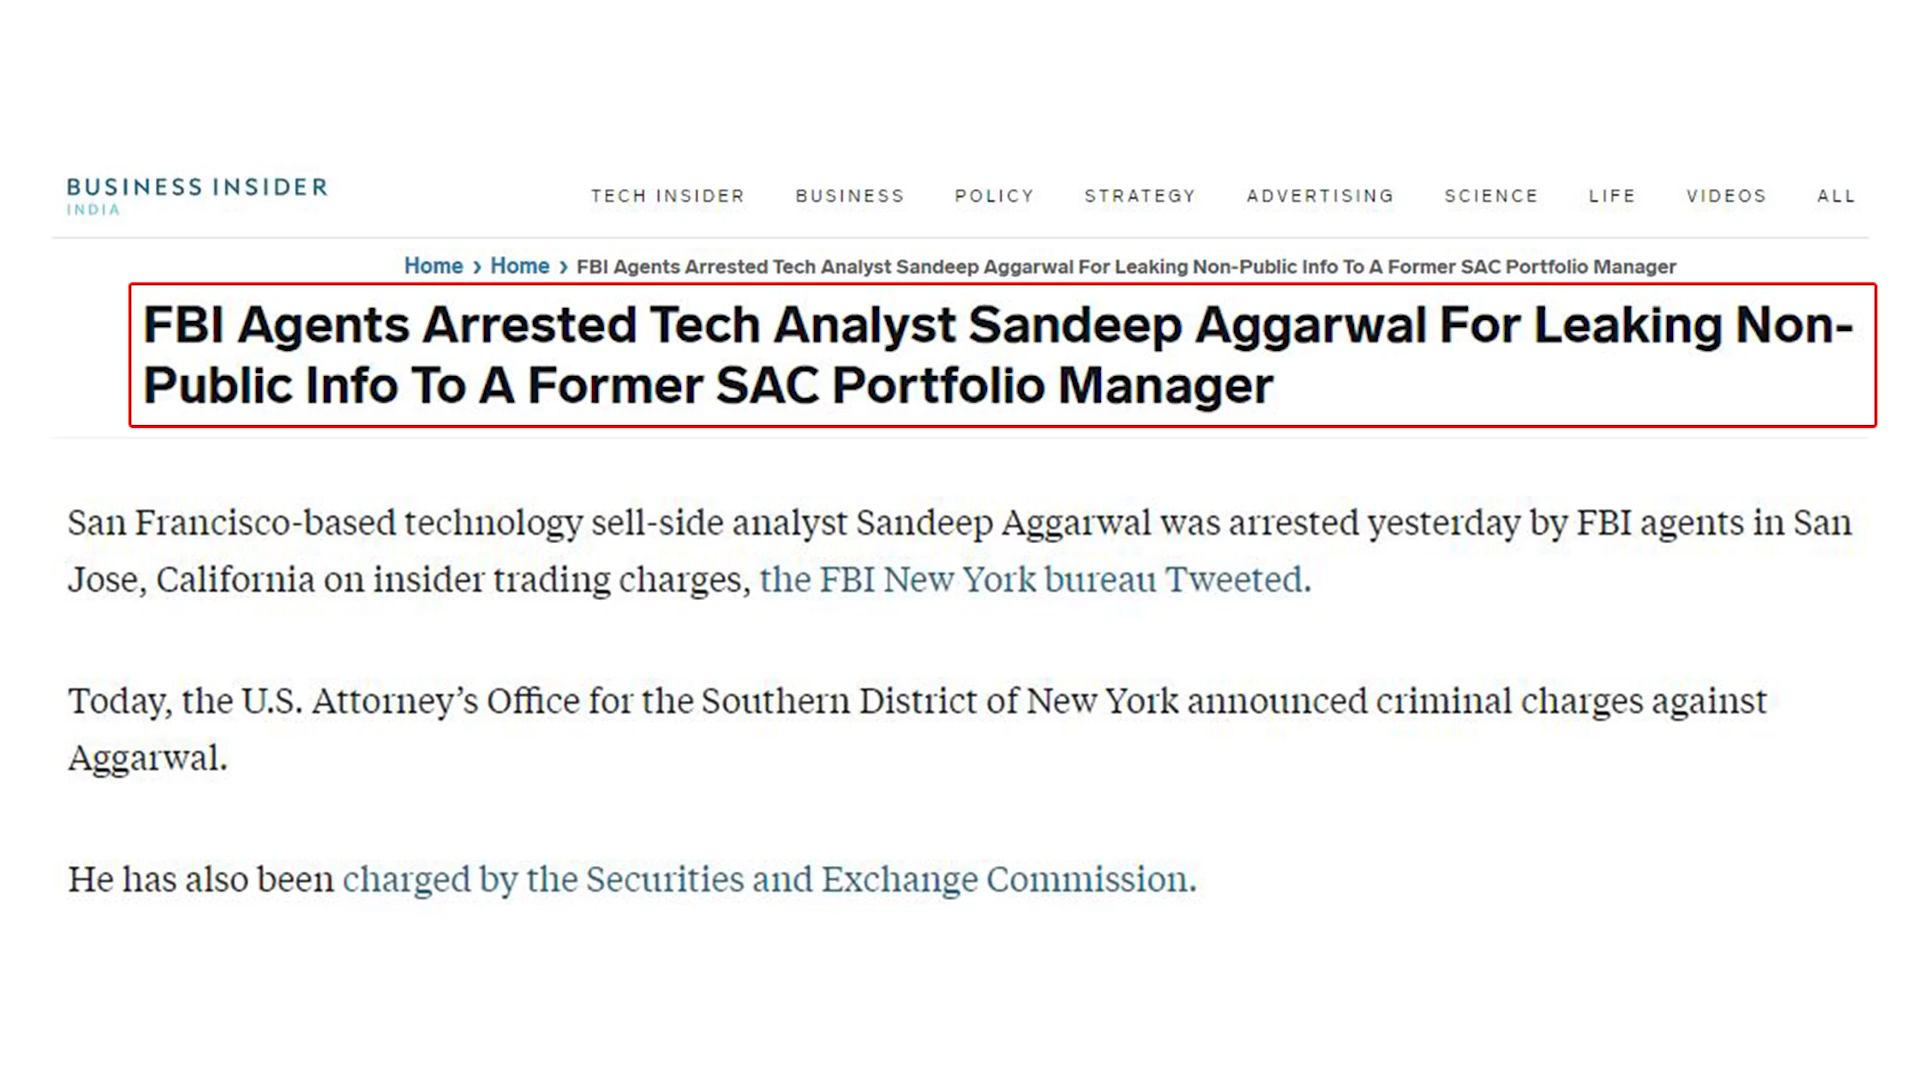 BUSINESS INSIDER
INDIA
TECH INSIDER BUSINESS POLICY STRATEGY ADVERTISING SCIENCE LIFE VIDEOS ALL
Home › Home › FBI Agents Arrested Tech Analyst Sandeep Aggarwal For Leaking Non-Public Info To A Former SAC Portfolio Manager
FBI Agents Arrested Tech Analyst Sandeep Aggarwal For Leaking Non-
Public Info To A Former SAC Portfolio Manager
San Francisco-based technology sell-side analyst Sandeep Aggarwal was arrested yesterday by FBI agents in San
Jose, California on insider trading charges, the FBI New York bureau Tweeted.
Today, the U.S. Attorney’s Office for the Southern District of New York announced criminal charges against
Aggarwal.
He has also been charged by the Securities and Exchange Commission.